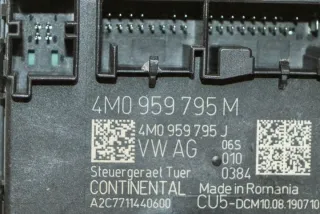 4M0 959 795 M
4M0 959 795 J
VW AG 06S
010
Steuergerael Tuer 0384
CONTINENTAL Made in Romania
A2C7711440600 CU5-DCM10.08.190710